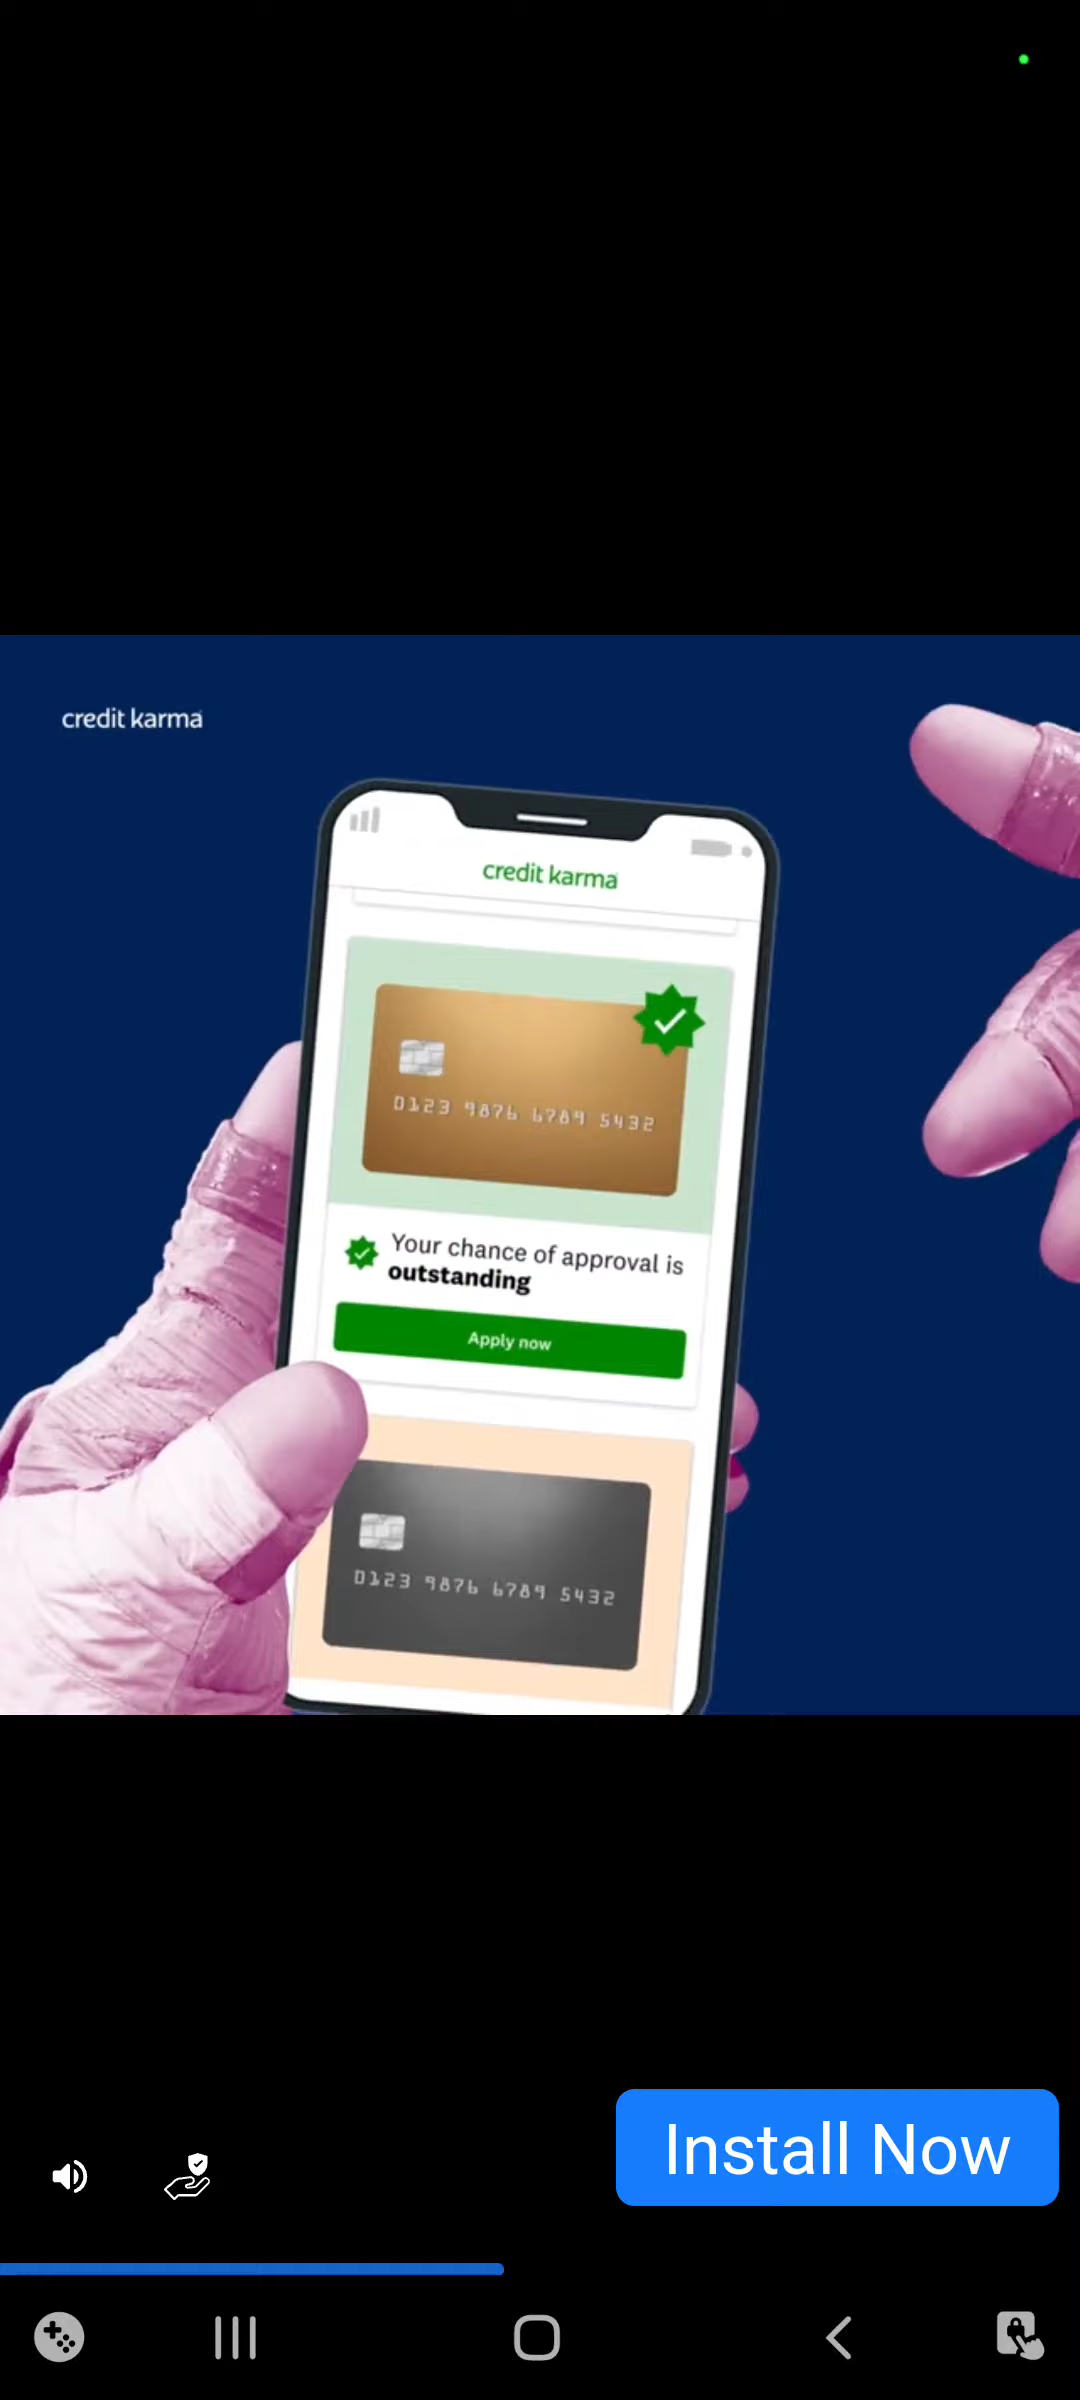 credit karma
credit karma
0123 9876 6789 5432
Your chance of approval is
outstanding
Apply now
0123 9876 6789 5432
Install Now